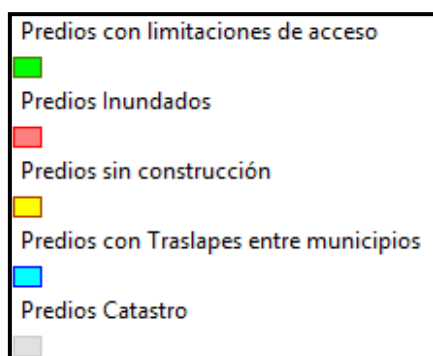 Predios con limitaciones de acceso
Predios Inundados
Predios sin construcción
Predios con Traslapes entre municipios
Predios Catastro